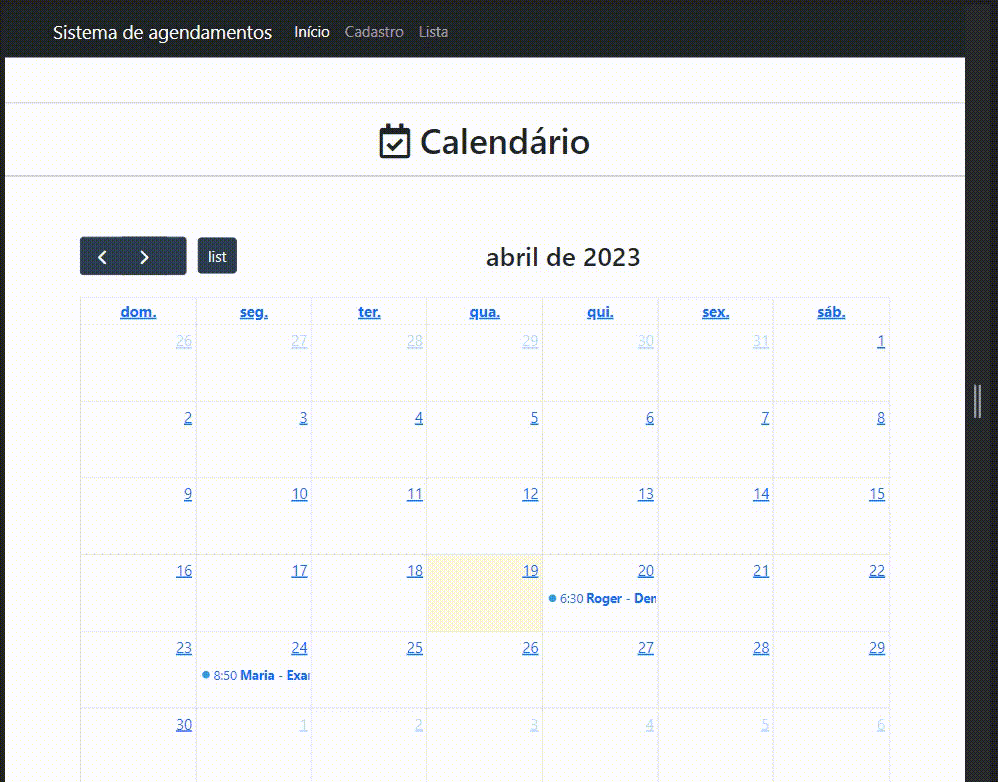 Sistema de agendamentos Início Cadastro Lista
Calendário
list
abril de 2023
dom. seg. ter. qua. qui. sex. sáb.
26 27 28 29 30 31 1
2 3 4 5 6 7 8
9 10 11 12 13 14 15
16 17 18 19 20 21 22
6:30 Roger - Den
23 24 25 26 27 28 29
8:50 Maria - Exa
30 1 2 3 4 5 6